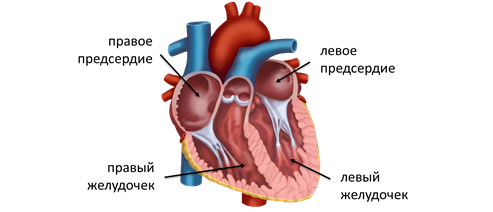 правое
предсердие
левое
предсердие
правый
желудочек
левый
желудочек